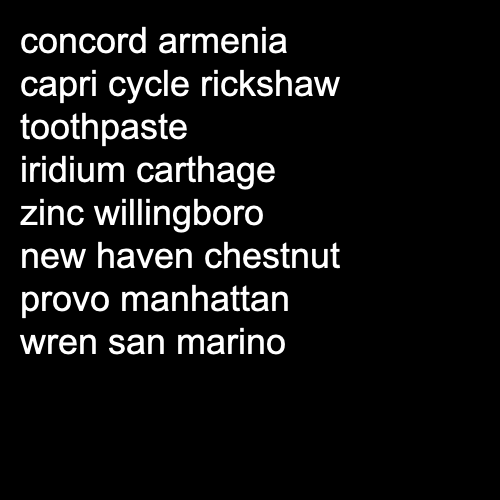 concord armenia
capri cycle rickshaw
toothpaste
iridium carthage
zinc willingboro
new haven chestnut
provo manhattan
wren san marino